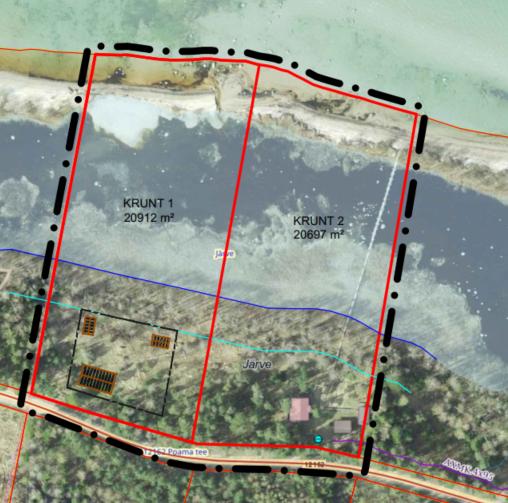 KRUNT 1
20912 m²
KRUNT 2
20697 m²
Järve
Järve
12162 Poama tee
12162